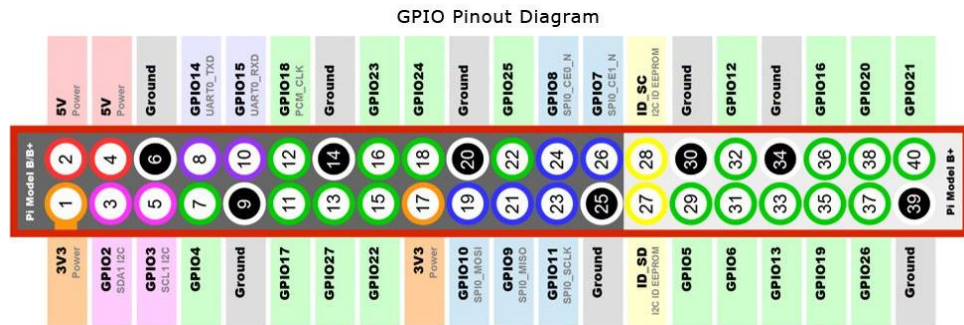 GPIO Pinout Diagram
5V
Power
5V
Power
Ground
GPIO14
UART0_TXD
GPIO15
UART0_RXD
GPIO18
PCM_CLK
Ground
GPIO23
GPIO24
Ground
GPIO25
GPIO8
SPI0_CE0_N
GPIO7
SPI0_CE1_N
ID_SC
I2C ID EEPROM
Ground
GPIO12
Ground
GPIO16
GPIO20
GPIO21
Pi Model B/B+
2 4 6 8 10 12 14 16 18 20 22 24 26 28 30 32 34 36 38 40
1 3 5 7 9 11 13 15 17 19 21 23 25 27 29 31 33 35 37 39
Pi Model B+
3V3
Power
GPIO2
SDA1 I2C
GPIO3
SCL1 I2C
GPIO4
Ground
GPIO17
GPIO27
GPIO22
3V3
Power
GPIO10
SPI0_MOSI
GPIO9
SPI0_MISO
GPIO11
SPI0_SCLK
Ground
ID_SD
I2C ID EEPROM
GPIO5
GPIO6
GPIO13
GPIO19
GPIO26
Ground